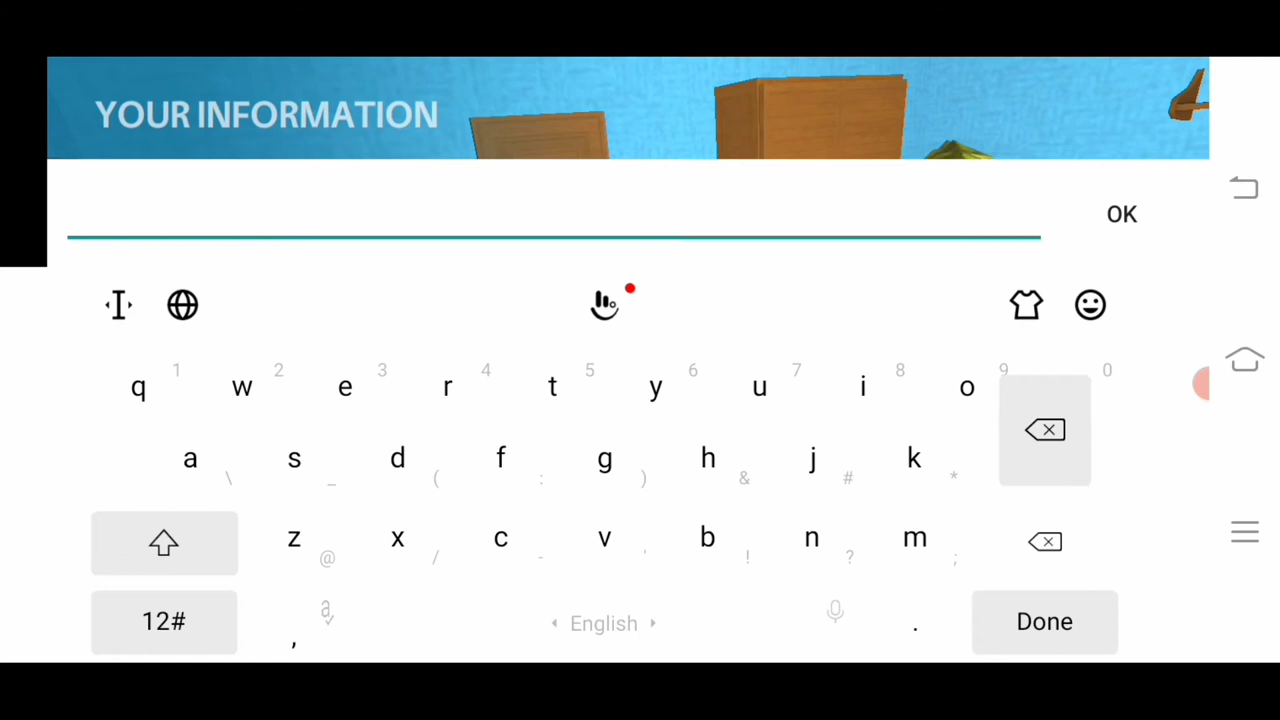 YOUR INFORMATION
OK
1 2 3 4 5 6 7 8 9 0
q w e r t y u i o
a s d f g h j k
\ _ ( : ) & # *
z x c v b n m
@ / - ' ! ? ;
12# , English . Done